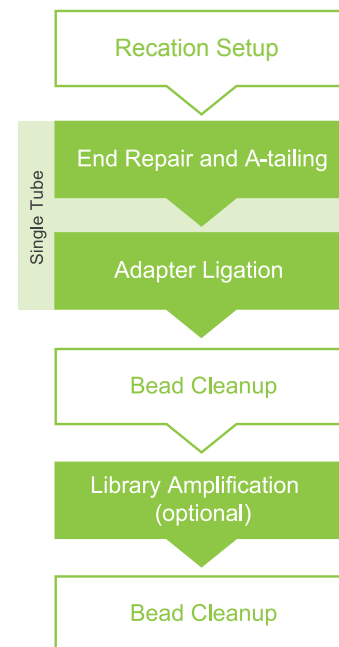 Recation Setup
End Repair and A-tailing
Single Tube
Adapter Ligation
Bead Cleanup
Library Amplification
(optional)
Bead Cleanup